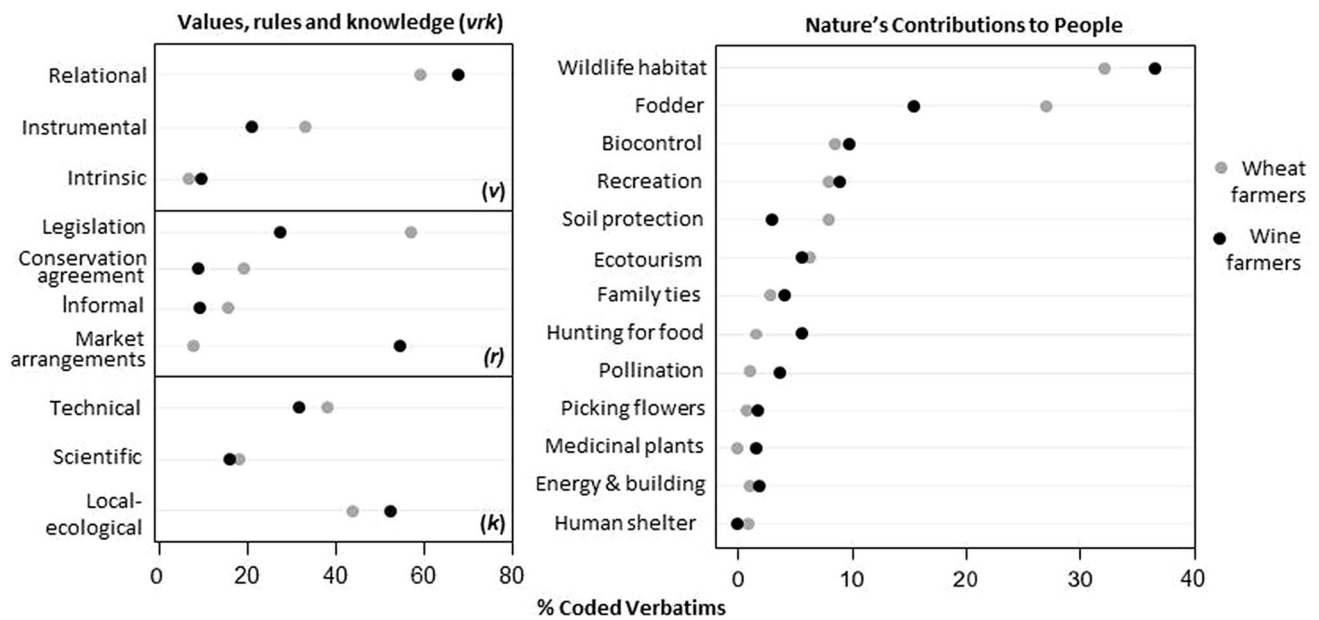 Values, rules and knowledge (vrk)
Relational
Instrumental
Intrinsic
(v)
Legislation
Conservation
agreement
Informal
Market
arrangements
(r)
Technical
Scientific
Local-
ecological
(k)
0 20 40 60 80
Nature's Contributions to People
Wildlife habitat
Fodder
Biocontrol
Recreation
Soil protection
Ecotourism
Family ties
Hunting for food
Pollination
Picking flowers
Medicinal plants
Energy & building
Human shelter
0 10 20 30 40
Wheat
farmers
Wine
farmers
% Coded Verbatims